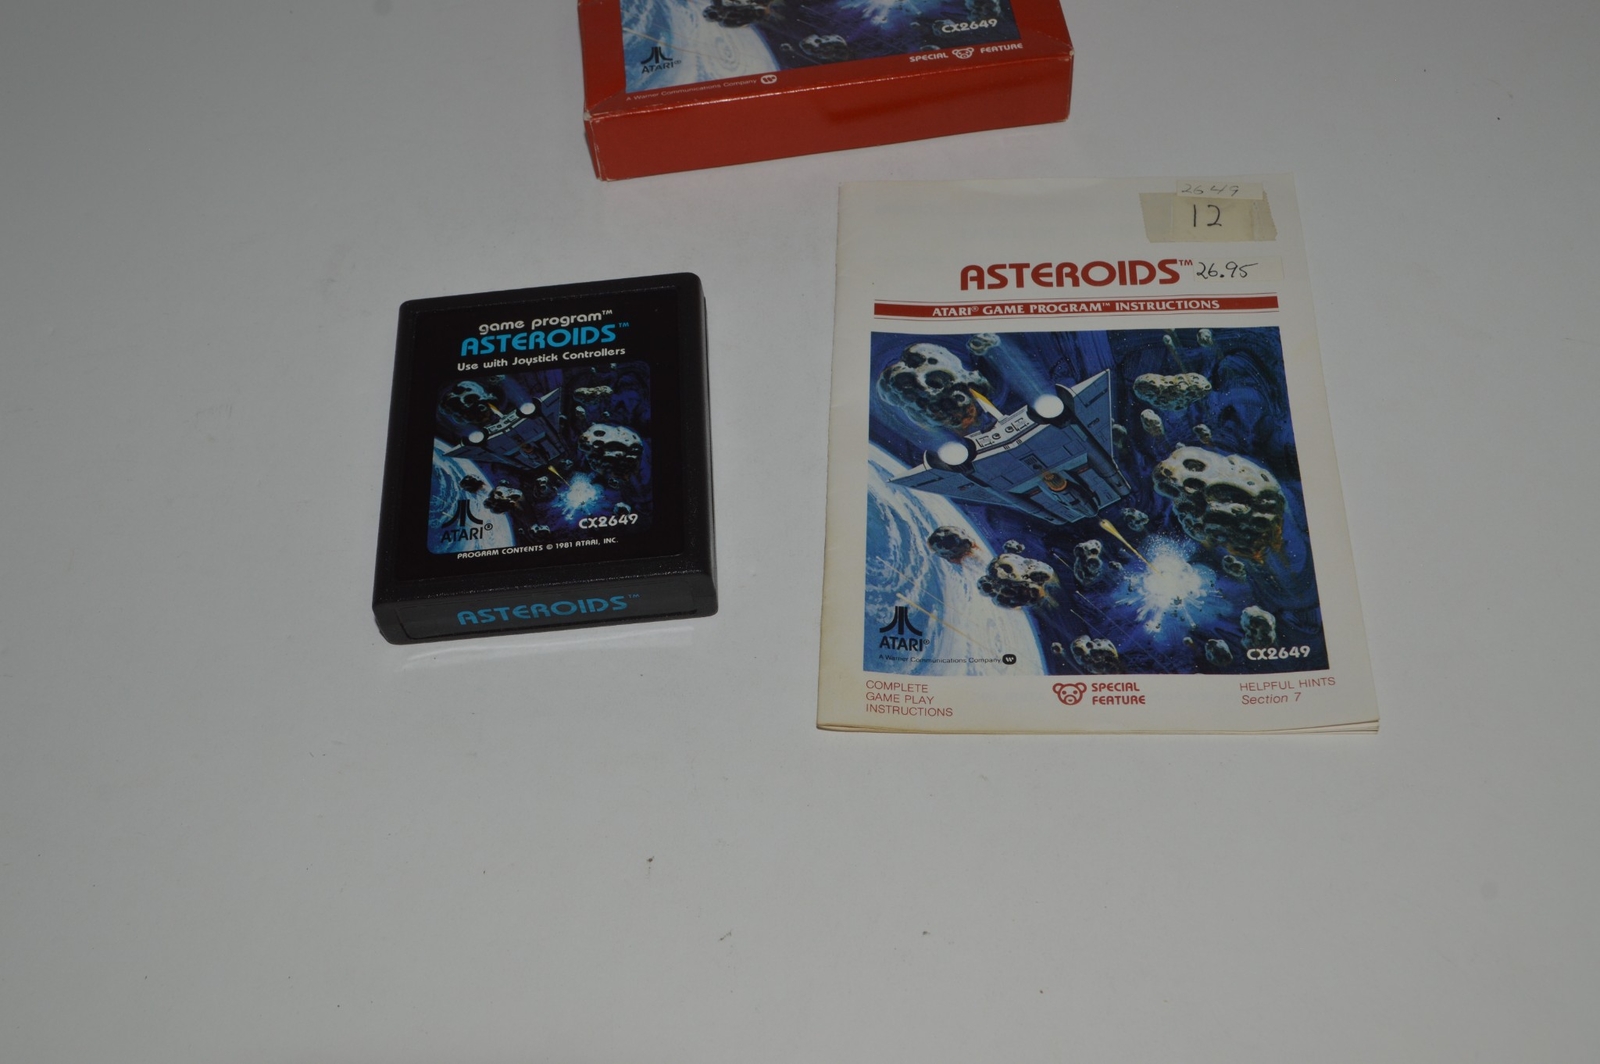 CX2649
ATARI®
SPECIAL FEATURE
A Warner Communications Company
game program™
ASTEROIDS™
Use with Joystick Controllers
ATARI®
CX2649
PROGRAM CONTENTS © 1981 ATARI, INC.
ASTEROIDS™
2649
12
ASTEROIDS™ 26.95
ATARI® GAME PROGRAM™ INSTRUCTIONS
ATARI®
A Warner Communications Company
CX2649
COMPLETE
GAME PLAY
INSTRUCTIONS
SPECIAL
FEATURE
HELPFUL HINTS
Section 7